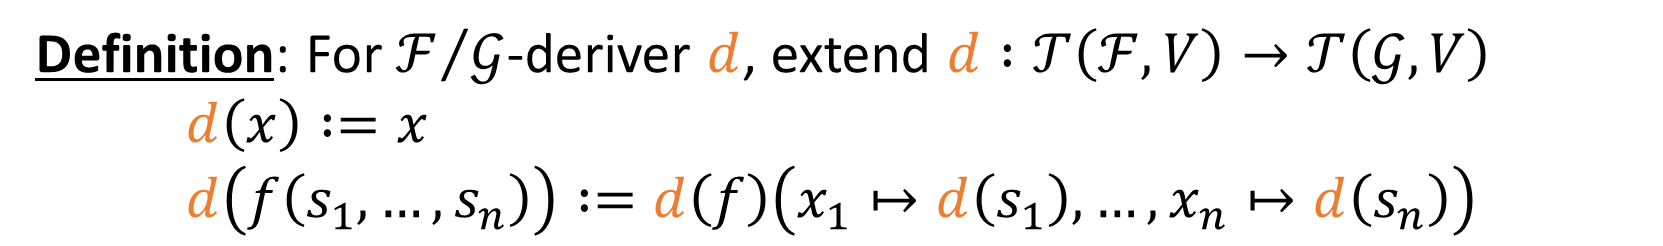 Definition: For ℱ/𝒢-deriver 𝑑, extend 𝑑 : 𝒯(ℱ, 𝑉) → 𝒯(𝒢, 𝑉)
𝑑(𝑥) ≔ 𝑥
𝑑(𝑓(𝑠₁, … , 𝑠ₙ)) ≔ 𝑑(𝑓)(𝑥₁ ↦ 𝑑(𝑠₁), … , 𝑥ₙ ↦ 𝑑(𝑠ₙ))